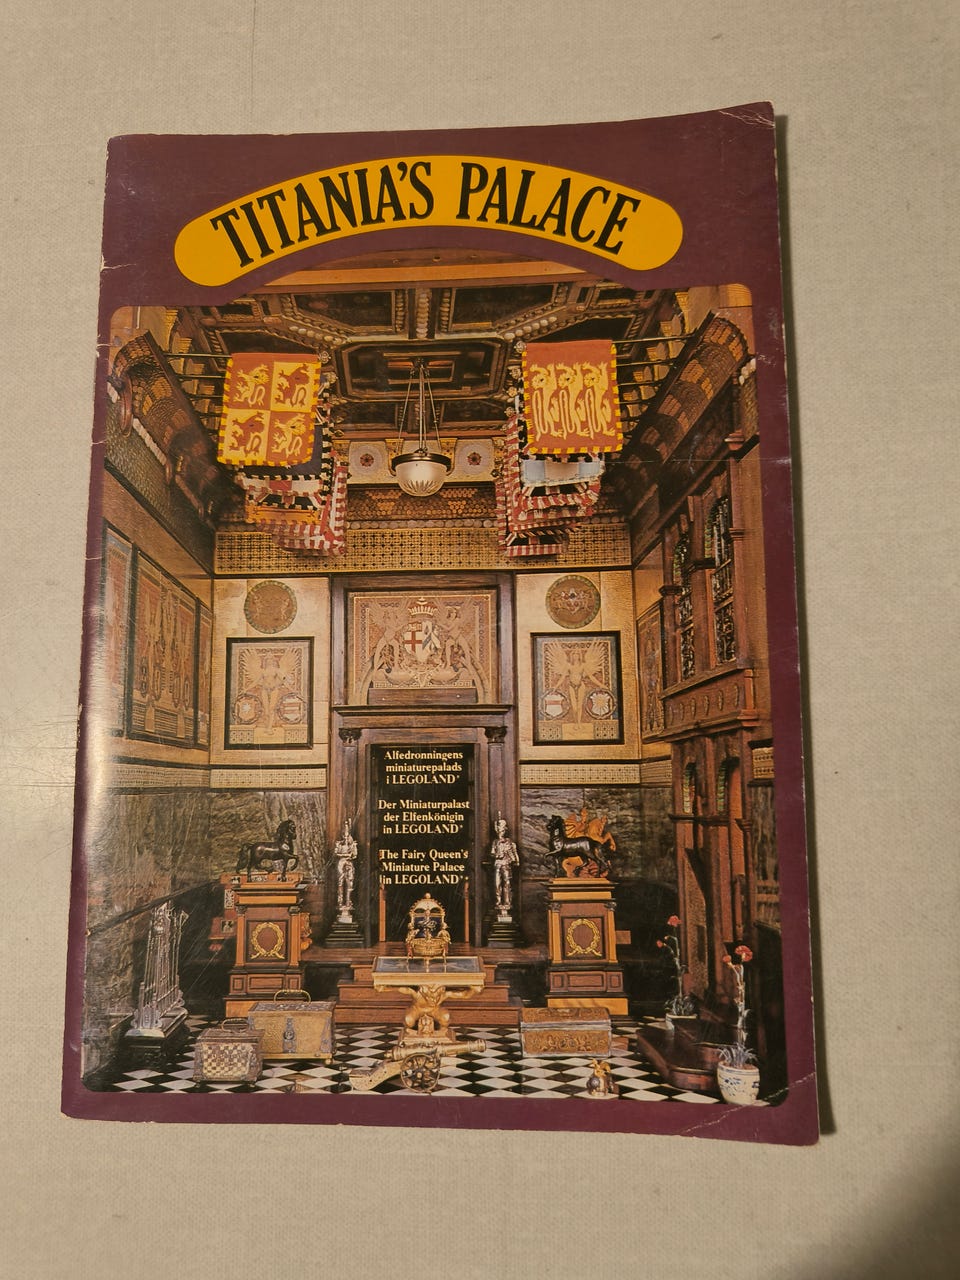 TITANIA'S PALACE
Alfedronningens
miniaturepalads
i LEGOLAND®
Der Miniaturpalast
der Elfenkönigin
in LEGOLAND®
The Fairy Queen's
Miniature Palace
in LEGOLAND®